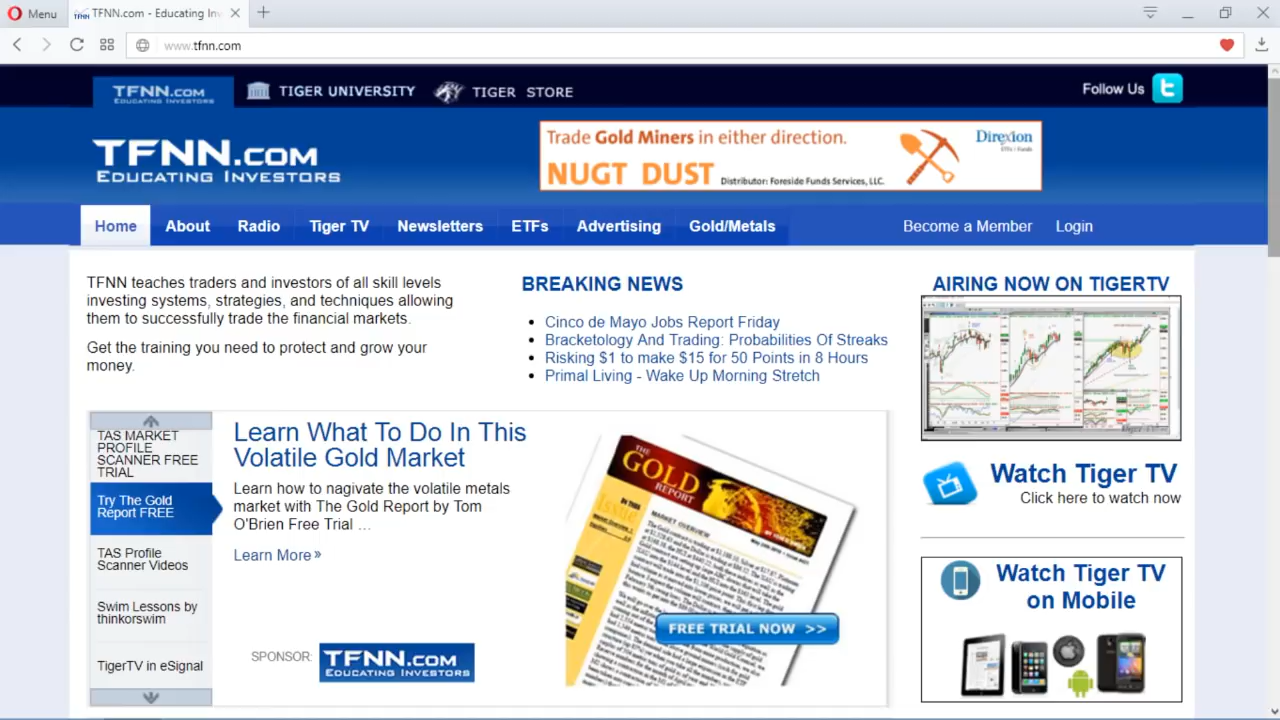 Menu
TFNN.com - Educating In
www.tfnn.com
TFNN.COM
EDUCATING INVESTORS
TIGER UNIVERSITY
TIGER STORE
Follow Us
TFNN.COM
EDUCATING INVESTORS
Trade Gold Miners in either direction.
NUGT DUST
Distributor: Foreside Funds Services, LLC.
Direxion
Home
About
Radio
Tiger TV
Newsletters
ETFs
Advertising
Gold/Metals
Become a Member
Login
TFNN teaches traders and investors of all skill levels
investing systems, strategies, and techniques allowing
them to successfully trade the financial markets.
Get the training you need to protect and grow your
money.
BREAKING NEWS
Cinco de Mayo Jobs Report Friday
Bracketology And Trading: Probabilities Of Streaks
Risking $1 to make $15 for 50 Points in 8 Hours
Primal Living - Wake Up Morning Stretch
AIRING NOW ON TIGERTV
Watch Tiger TV
Click here to watch now
Watch Tiger TV
on Mobile
TAS MARKET
PROFILE
SCANNER FREE
TRIAL
Try The Gold
Report FREE
TAS Profile
Scanner Videos
Swim Lessons by
thinkorswim
TigerTV in eSignal
Learn What To Do In This
Volatile Gold Market
Learn how to nagivate the volatile metals
market with The Gold Report by Tom
O'Brien Free Trial ...
Learn More »
SPONSOR:
TFNN.COM
EDUCATING INVESTORS
THE
GOLD
REPORT
IN THIS
Issue
MARKET OVERVIEW
FREE TRIAL NOW >>